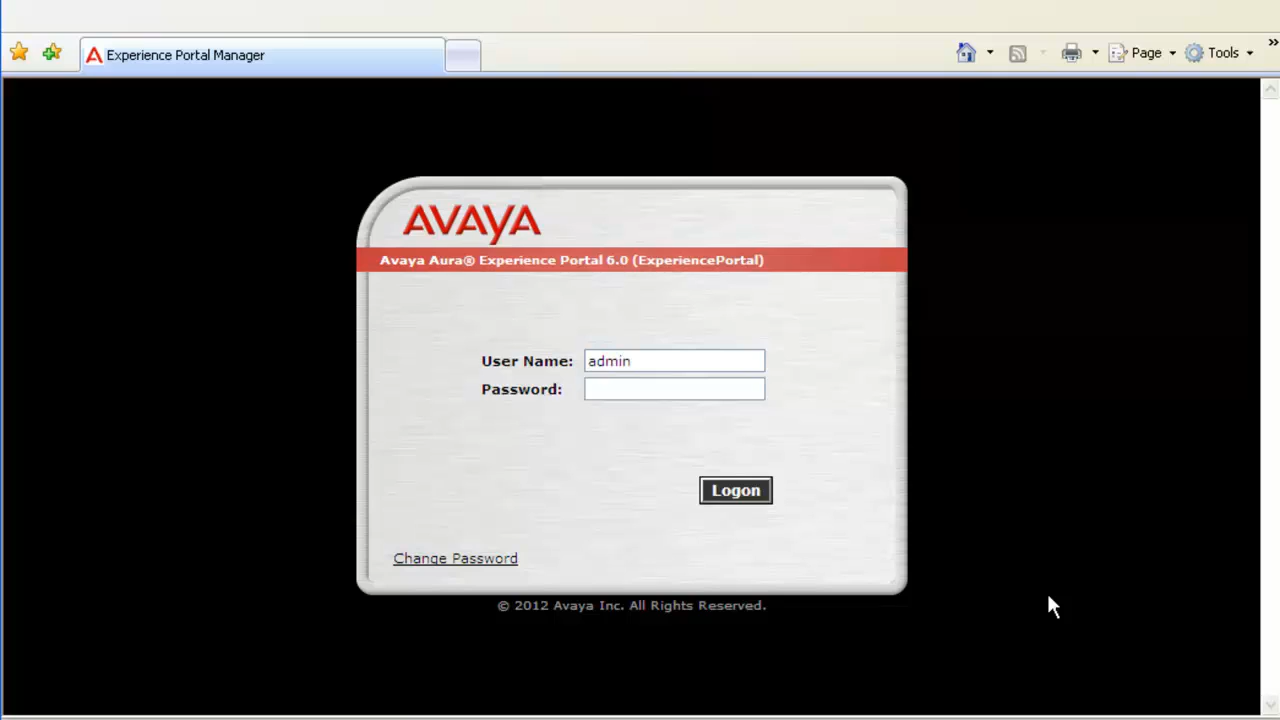 Experience Portal Manager
Page
Tools
AVAYA
Avaya Aura® Experience Portal 6.0 (ExperiencePortal)
User Name: admin
Password:
Logon
Change Password
© 2012 Avaya Inc. All Rights Reserved.